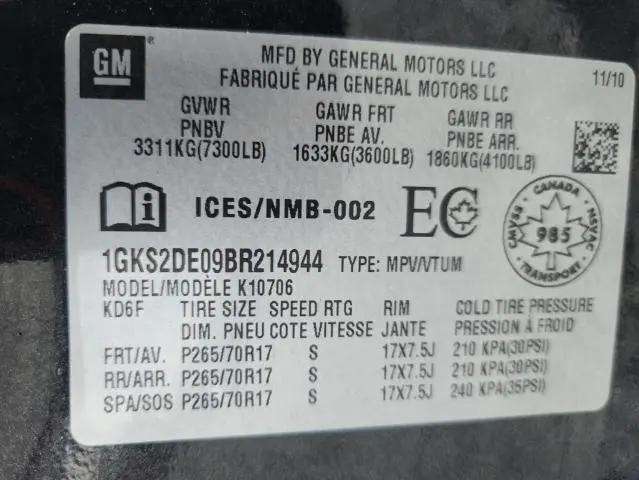 GM
MFD BY GENERAL MOTORS LLC
FABRIQUÉ PAR GENERAL MOTORS LLC
11/10
GVWR GAWR FRT GAWR RR
PNBV PNBE AV. PNBE ARR.
3311KG(7300LB) 1633KG(3600LB) 1860KG(4100LB)
ICES/NMB-002 EC
CANADA
CMVSS 985 NSVAC
TRANSPORT
1GKS2DE09BR214944 TYPE: MPV/VTUM
MODEL/MODÈLE K10706
KD6F TIRE SIZE SPEED RTG RIM COLD TIRE PRESSURE
DIM. PNEU COTE VITESSE JANTE PRESSION À FROID
FRT/AV. P265/70R17 S 17X7.5J 210 KPA(30PSI)
RR/ARR. P265/70R17 S 17X7.5J 210 KPA(30PSI)
SPA/SOS P265/70R17 S 17X7.5J 240 KPA(35PSI)